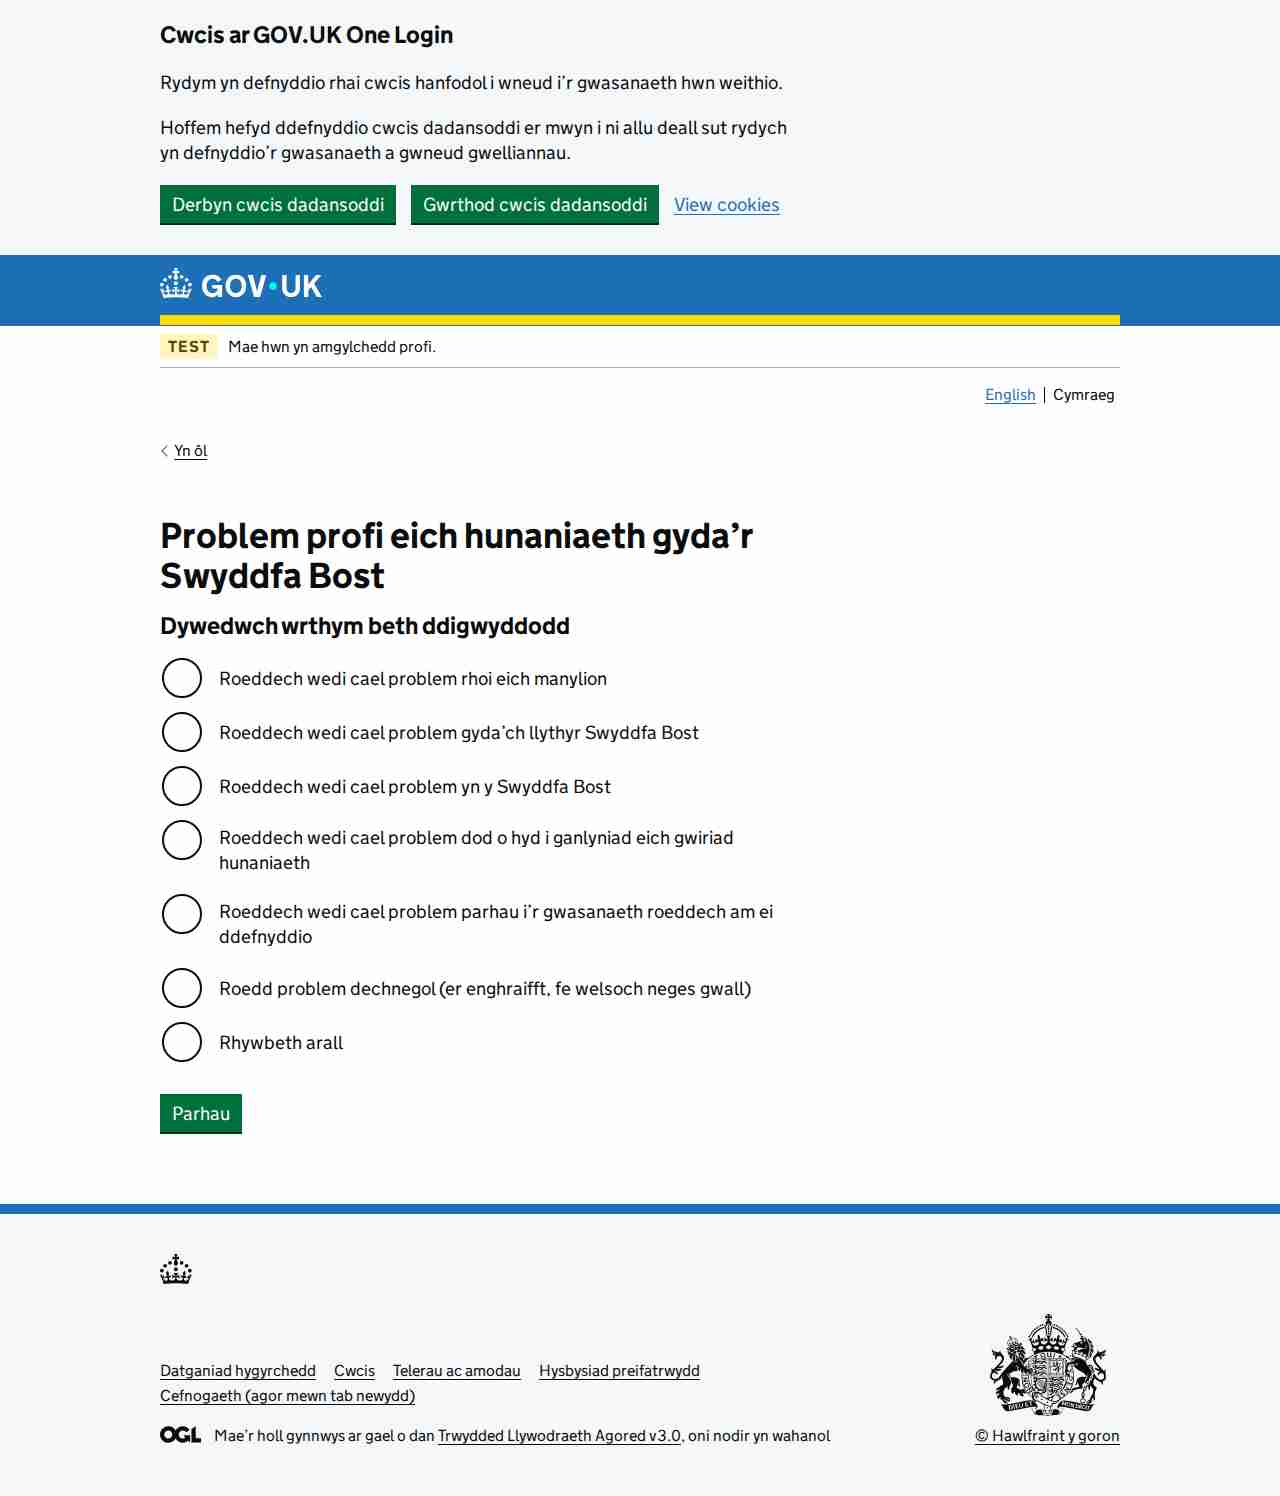 Cwcis ar GOV.UK One Login
Rydym yn defnyddio rhai cwcis hanfodol i wneud i’r gwasanaeth hwn weithio.
Hoffem hefyd ddefnyddio cwcis dadansoddi er mwyn i ni allu deall sut rydych
yn defnyddio’r gwasanaeth a gwneud gwelliannau.
Derbyn cwcis dadansoddi Gwrthod cwcis dadansoddi View cookies
GOV•UK
TEST Mae hwn yn amgylchedd profi.
English Cymraeg
Yn ôl
Problem profi eich hunaniaeth gyda’r
Swyddfa Bost
Dywedwch wrthym beth ddigwyddodd
Roeddech wedi cael problem rhoi eich manylion
Roeddech wedi cael problem gyda’ch llythyr Swyddfa Bost
Roeddech wedi cael problem yn y Swyddfa Bost
Roeddech wedi cael problem dod o hyd i ganlyniad eich gwiriad
hunaniaeth
Roeddech wedi cael problem parhau i’r gwasanaeth roeddech am ei
ddefnyddio
Roedd problem dechnegol (er enghraifft, fe welsoch neges gwall)
Rhywbeth arall
Parhau
Datganiad hygyrchedd Cwcis Telerau ac amodau Hysbysiad preifatrwydd
Cefnogaeth (agor mewn tab newydd)
OGL Mae’r holl gynnwys ar gael o dan Trwydded Llywodraeth Agored v3.0, oni nodir yn wahanol
© Hawlfraint y goron